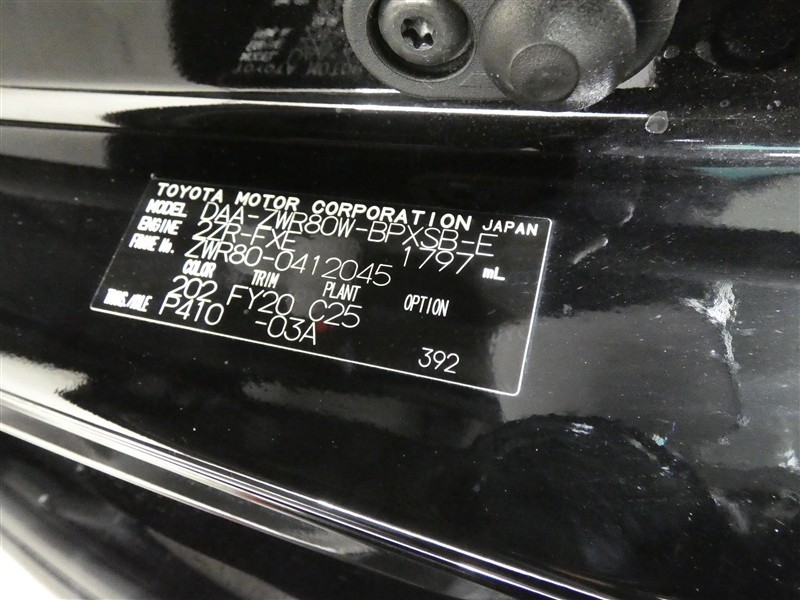 TOYOTA MOTOR CORPORATION JAPAN
MODEL DAA-ZWR80W-BPXSB-E
ENGINE 2ZR-FXE 1797 mL
FRAME No. ZWR80-0412045
COLOR TRIM PLANT OPTION
202 FY20 C25
TRNS./AXLE P410 -03A 392